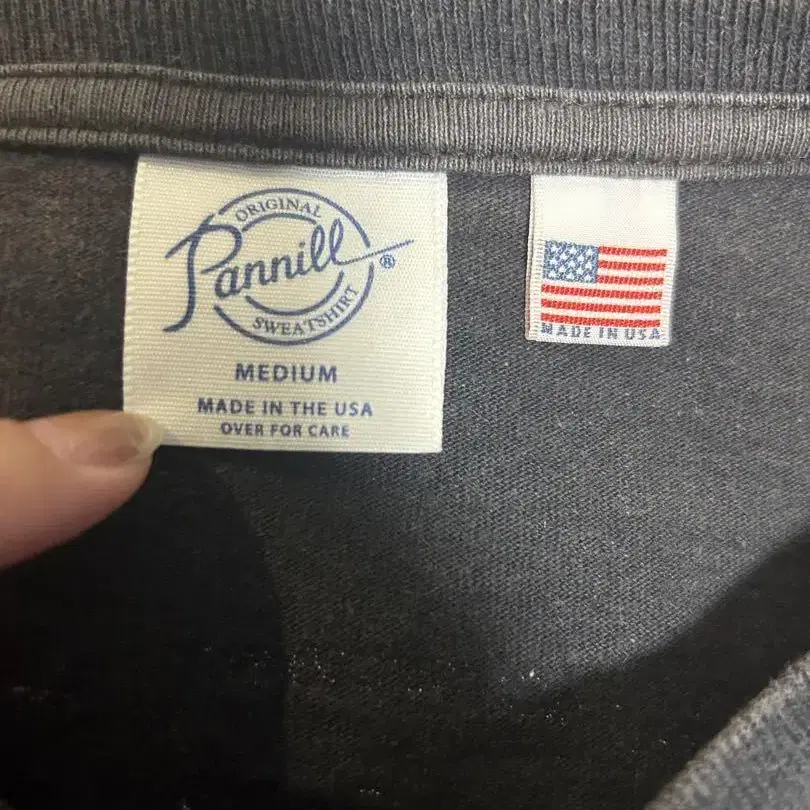 ORIGINAL
Pannill®
SWEATSHIRT
MEDIUM
MADE IN THE USA
OVER FOR CARE
MADE IN USA